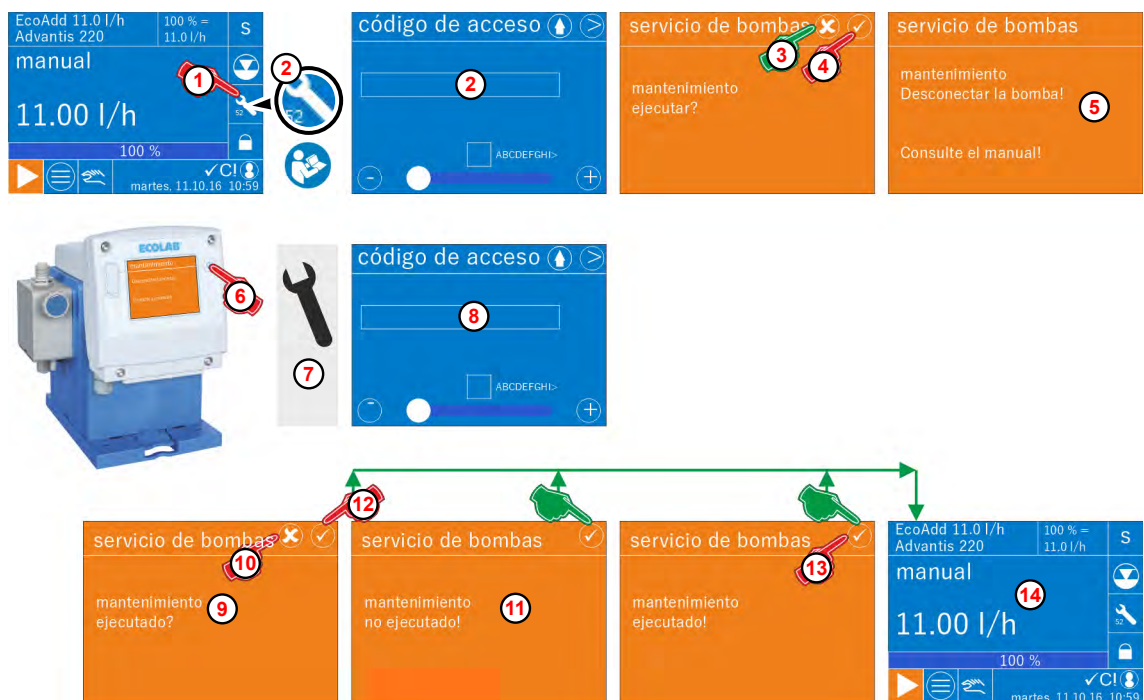 EcoAdd 11.0 l/h
Advantis 220
100 % =
11.0 l/h
S
manual
1
2
52
52
11.00 l/h
100 %
✓C!
martes, 11.10.16 10:59
código de acceso >
2
ABCDEFGHI>
- +
servicio de bombas
3
4
mantenimiento
ejecutar?
servicio de bombas
mantenimiento
Desconectar la bomba!
5
Consulte el manual!
ECOLAB
mantenimiento
6
7
código de acceso >
8
ABCDEFGHI>
- +
12
servicio de bombas
10
mantenimiento
ejecutado?
9
servicio de bombas
mantenimiento
no ejecutado!
11
servicio de bombas
13
mantenimiento
ejecutado!
EcoAdd 11.0 l/h
Advantis 220
100 % =
11.0 l/h
S
manual
14
52
11.00 l/h
100 %
✓C!
martes, 11.10.16 10:59